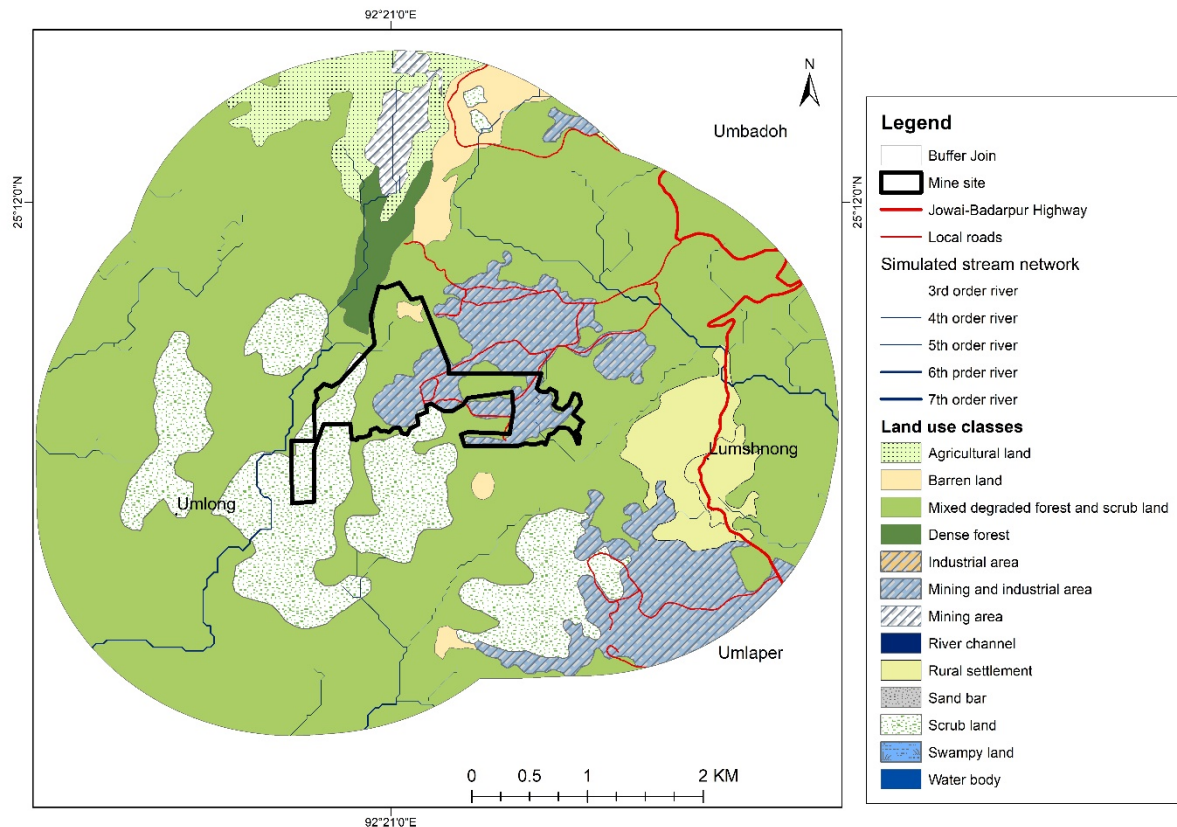 92°21'0"E
N
Umbadoh
25°12'0"N
25°12'0"N
Lumshnong
Umlong
Umlaper
0 0.5 1 2 KM
92°21'0"E
Legend
Buffer Join
Mine site
Jowai-Badarpur Highway
Local roads
Simulated stream network
3rd order river
4th order river
5th order river
6th prder river
7th order river
Land use classes
Agricultural land
Barren land
Mixed degraded forest and scrub land
Dense forest
Industrial area
Mining and industrial area
Mining area
River channel
Rural settlement
Sand bar
Scrub land
Swampy land
Water body